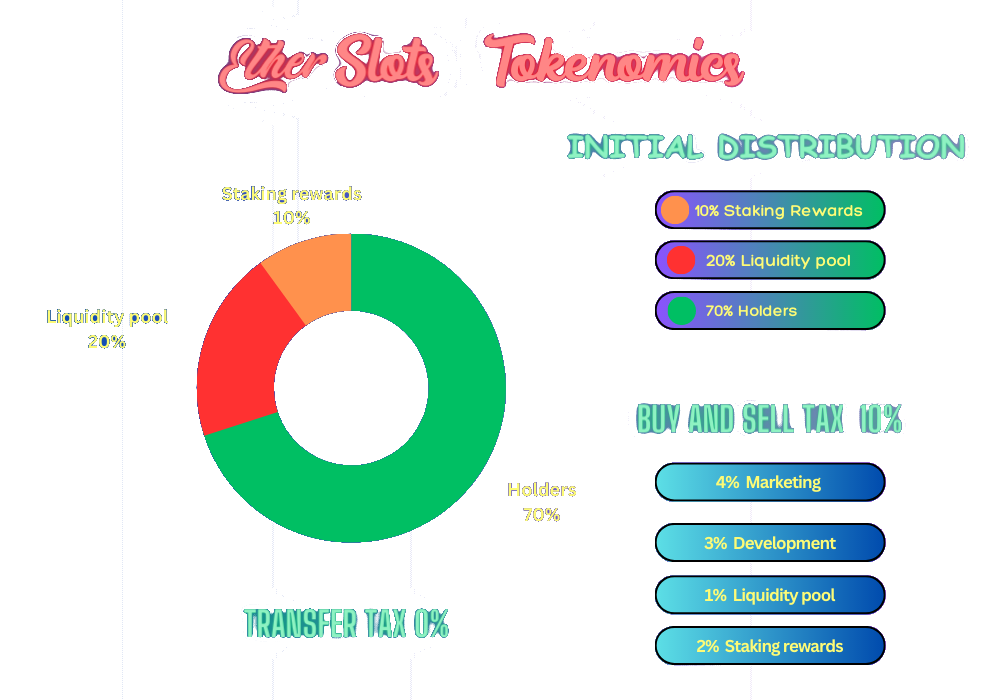 Ether Slots Tokenomics
INITIAL DISTRIBUTION
Staking rewards
10%
10% Staking Rewards
20% Liquidity pool
70% Holders
Liquidity pool
20%
Holders
70%
BUY AND SELL TAX 10%
4% Marketing
3% Development
1% Liquidity pool
2% Staking rewards
TRANSFER TAX 0%